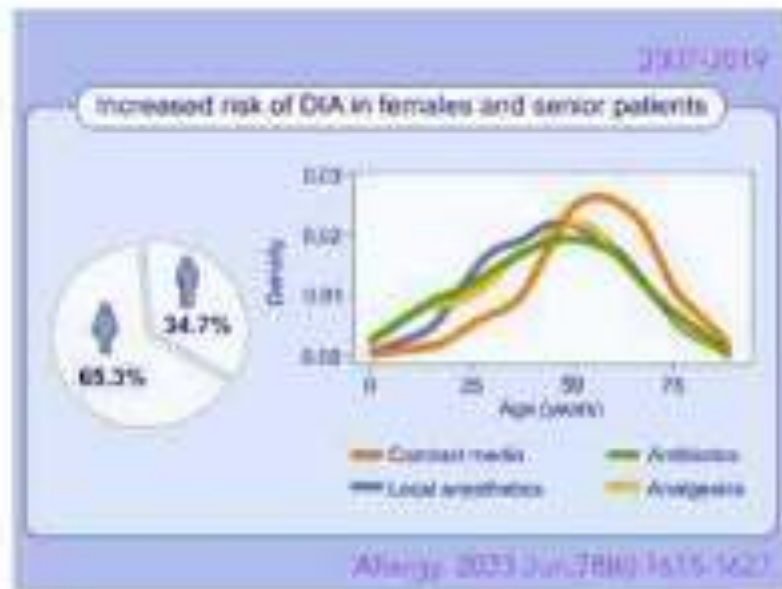 2007-2019
Increased risk of DIA in females and senior patients
0.03
0.02
0.01
0.00
Density
0 25 50 75
Age (years)
34.7%
65.3%
Contrast media Antibiotics
Local anesthetics Analgesics
Allergy. 2023 Jun;78(6):1615-1627